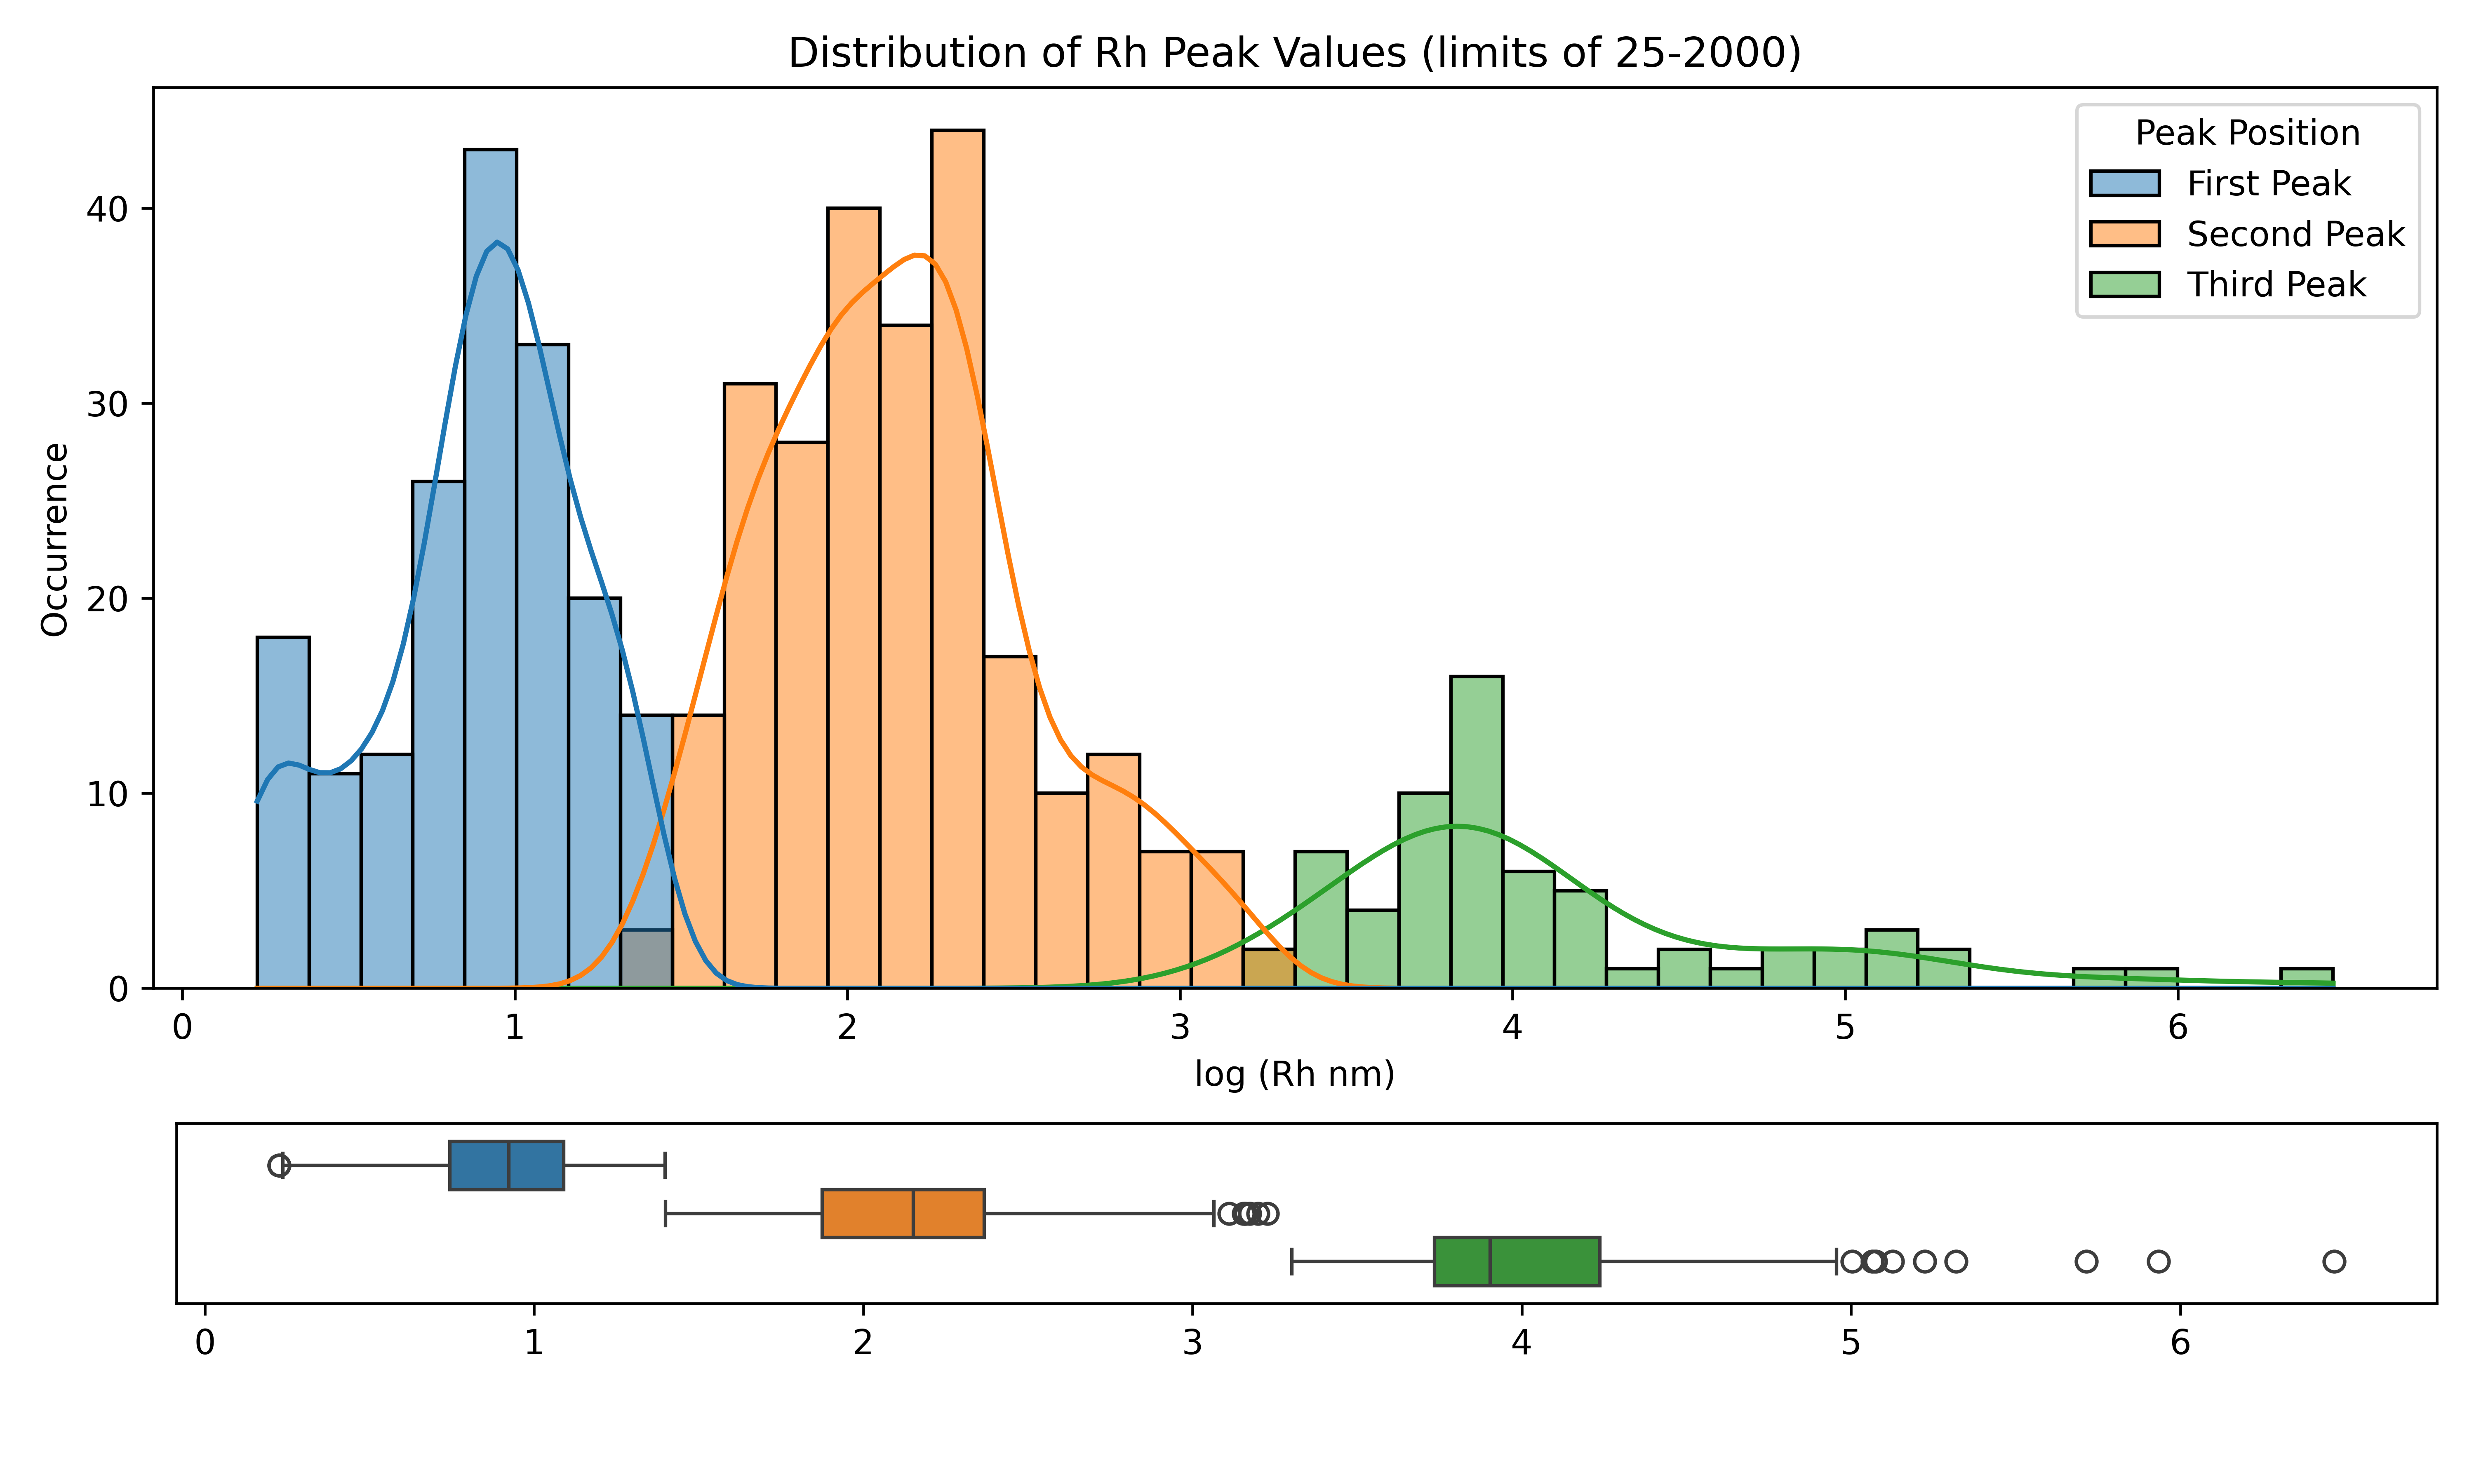 Distribution of Rh Peak Values (limits of 25-2000)
Peak Position
First Peak
Second Peak
Third Peak
Occurrence
40
30
20
10
0
0 1 2 3 4 5 6
log (Rh nm)
0 1 2 3 4 5 6